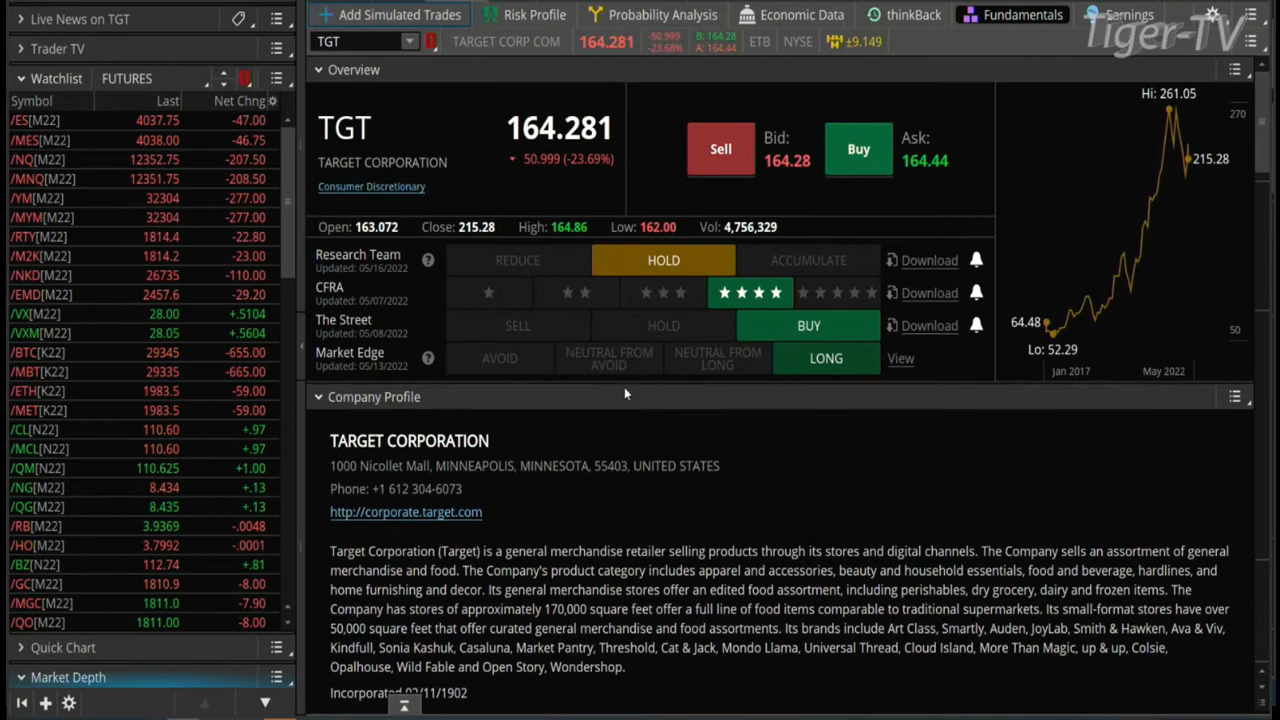 Live News on TGT
Trader TV
Watchlist FUTURES
Symbol Last Net Chng
/ES[M22] 4037.75 -47.00
/MES[M22] 4038.00 -46.75
/NQ[M22] 12352.75 -207.50
/MNQ[M22] 12351.75 -208.50
/YM[M22] 32304 -277.00
/MYM[M22] 32304 -277.00
/RTY[M22] 1814.4 -22.80
/M2K[M22] 1814.2 -23.00
/NKD[M22] 26735 -110.00
/EMD[M22] 2457.6 -29.20
/VX[M22] 28.00 +.5104
/VXM[M22] 28.05 +.5604
/BTC[K22] 29345 -655.00
/MBT[K22] 29335 -665.00
/ETH[K22] 1983.5 -59.00
/MET[K22] 1983.5 -59.00
/CL[N22] 110.60 +.97
/MCL[N22] 110.60 +.97
/QM[N22] 110.625 +1.00
/NG[M22] 8.434 +.13
/QG[M22] 8.435 +.13
/RB[M22] 3.9369 -.0048
/HO[M22] 3.7992 -.0001
/BZ[N22] 112.74 +.81
/GC[M22] 1810.9 -8.00
/MGC[M22] 1811.0 -7.90
/QO[M22] 1811.00 -8.00
Quick Chart
Market Depth
Add Simulated Trades Risk Profile Probability Analysis Economic Data thinkBack Fundamentals Earnings
Tiger-TV
TGT TARGET CORP COM 164.281 -50.999 -23.68% B: 164.28 A: 164.44 ETB NYSE ±9.149
Overview
TGT 164.281
TARGET CORPORATION 50.999 (-23.69%)
Consumer Discretionary
Sell Bid: 164.28 Buy Ask: 164.44
Open: 163.072 Close: 215.28 High: 164.86 Low: 162.00 Vol: 4,756,329
Research Team REDUCE HOLD ACCUMULATE Download
Updated: 05/16/2022
CFRA Download
Updated: 05/07/2022
The Street SELL HOLD BUY Download
Updated: 05/08/2022
Market Edge AVOID NEUTRAL FROM AVOID NEUTRAL FROM LONG LONG View
Updated: 05/13/2022
Hi: 261.05
270
215.28
64.48
50
Lo: 52.29
Jan 2017 May 2022
Company Profile
TARGET CORPORATION
1000 Nicollet Mall, MINNEAPOLIS, MINNESOTA, 55403, UNITED STATES
Phone: +1 612 304-6073
http://corporate.target.com
Target Corporation (Target) is a general merchandise retailer selling products through its stores and digital channels. The Company sells an assortment of general
merchandise and food. The Company's product category includes apparel and accessories, beauty and household essentials, food and beverage, hardlines, and
home furnishing and decor. Its general merchandise stores offer an edited food assortment, including perishables, dry grocery, dairy and frozen items. The
Company has stores of approximately 170,000 square feet offer a full line of food items comparable to traditional supermarkets. Its small-format stores have over
50,000 square feet that offer curated general merchandise and food assortments. Its brands include Art Class, Smartly, Auden, JoyLab, Smith & Hawken, Ava & Viv,
Kindfull, Sonia Kashuk, Casaluna, Market Pantry, Threshold, Cat & Jack, Mondo Llama, Universal Thread, Cloud Island, More Than Magic, up & up, Colsie,
Opalhouse, Wild Fable and Open Story, Wondershop.
Incorporated 02/11/1902